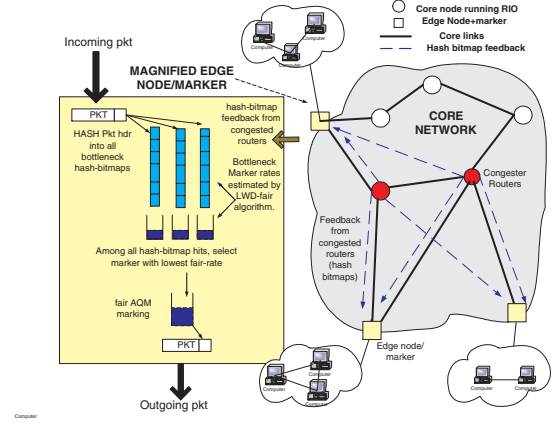 Core node running RIO
Edge Node+marker
Core links
Hash bitmap feedback
Computer
Computer
Computer
Incoming pkt
MAGNIFIED EDGE
NODE/MARKER
PKT
HASH Pkt hdr
into all
bottleneck
hash-bitmaps
hash-bitmap
feedback from
congested
routers
Bottleneck
Marker rates
estimated by
LWD-fair
algorithm.
Among all hash-bitmap hits, select
marker with lowest fair-rate
fair AQM
marking
PKT
Outgoing pkt
CORE
NETWORK
Congester
Routers
Feedback
from
congested
routers
(hash
bitmaps)
Edge node/
marker
Computer
Computer
Computer
Computer
Computer
Computer